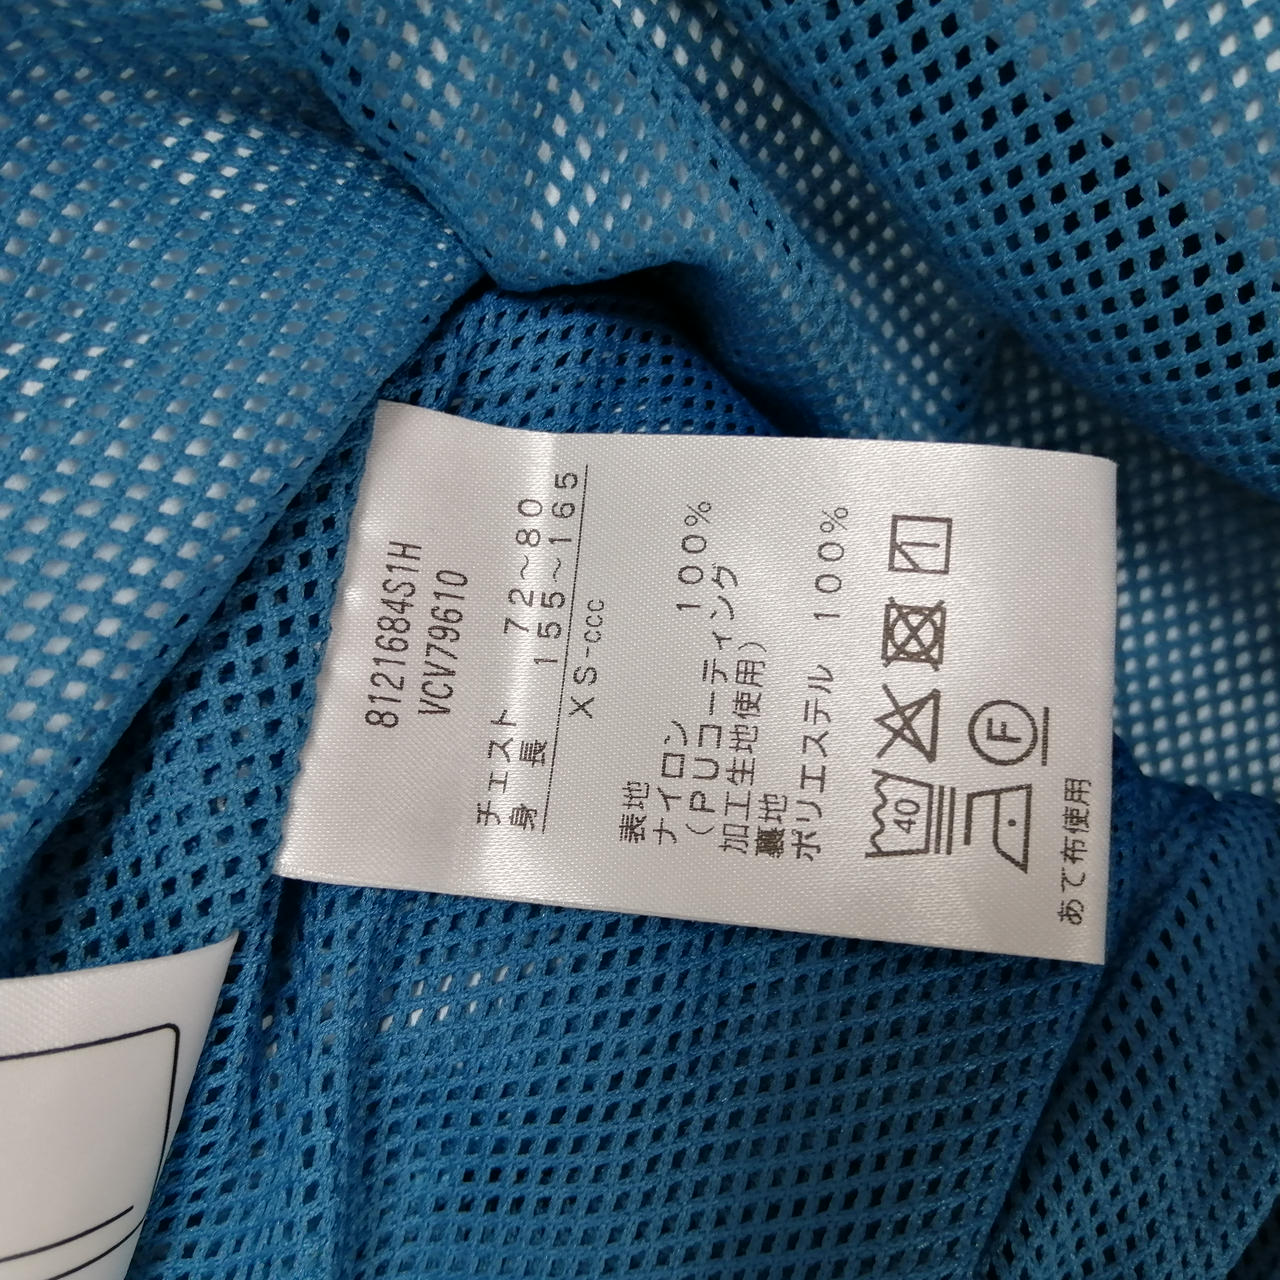 8121684S1H
VCV79610
チェスト 72～80
身 長 155～165
XS-CCC
表地
ナイロン 100%
（PUコーティング
加工生地使用）
裏地
ポリエステル 100%
40
F
あて布使用